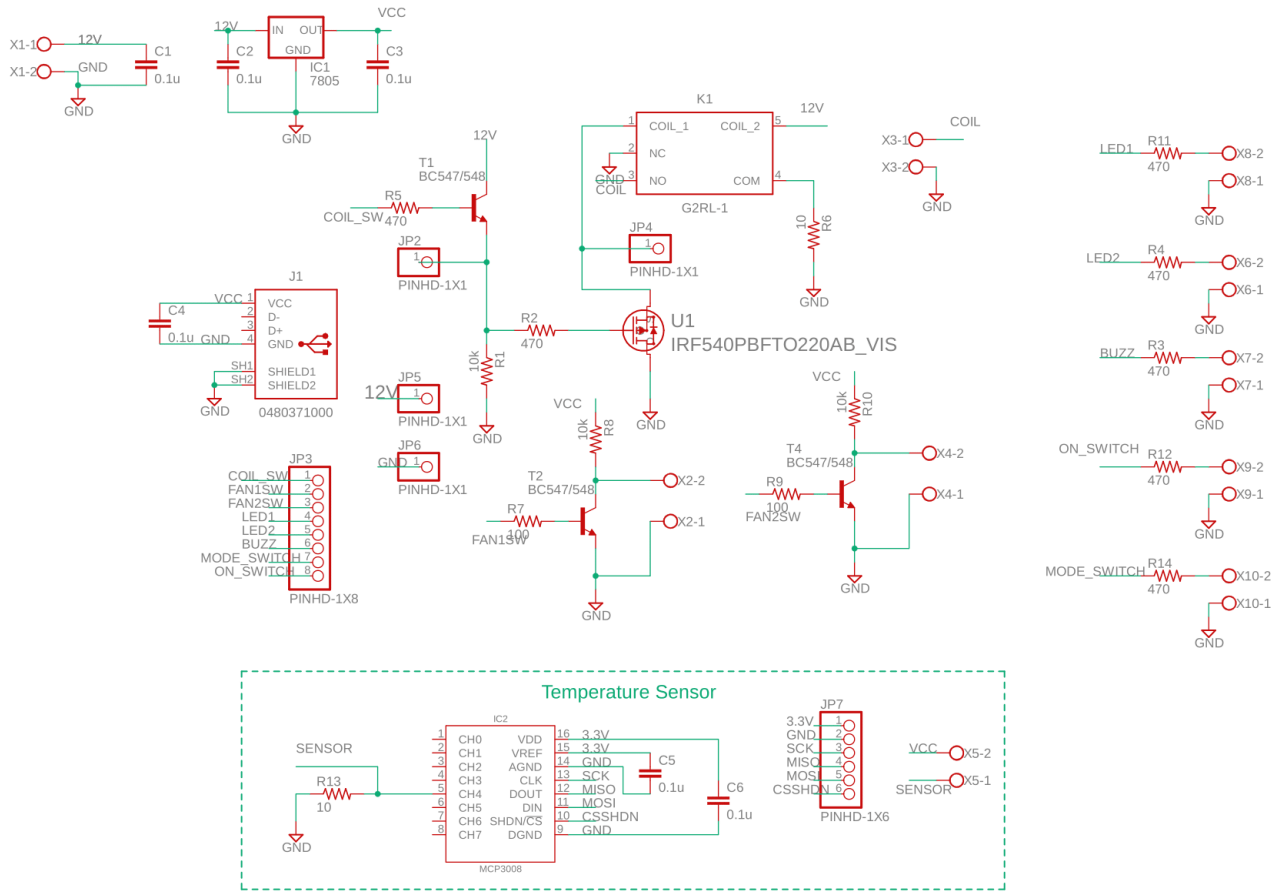 X1-1
12V
X1-2
GND
GND
C1
0.1u
12V
IN
OUT
GND
VCC
C2
0.1u
IC1
7805
C3
0.1u
GND
12V
T1
BC547/548
R5
470
COIL_SW
JP2
1
PINHD-1X1
R2
470
10k
R1
GND
K1
1
COIL_1
COIL_2
5
12V
2
NC
GND
3
NO
COM
4
COIL
G2RL-1
10
R6
GND
JP4
1
PINHD-1X1
U1
IRF540PBFTO220AB_VIS
GND
X3-1
COIL
X3-2
GND
LED1
R11
470
X8-2
X8-1
GND
LED2
R4
470
X6-2
X6-1
GND
BUZZ
R3
470
X7-2
X7-1
GND
ON_SWITCH
R12
470
X9-2
X9-1
GND
MODE_SWITCH
R14
470
X10-2
X10-1
GND
J1
VCC
1
VCC
2
D-
3
D+
GND
4
GND
SH1
SHIELD1
SH2
SHIELD2
0480371000
C4
0.1u
GND
12V
JP5
1
PINHD-1X1
GND
JP6
1
PINHD-1X1
JP3
COIL_SW 1
FAN1SW 2
FAN2SW 3
LED1 4
LED2 5
BUZZ 6
MODE_SWITCH 7
ON_SWITCH 8
PINHD-1X8
VCC
10k
R8
T2
BC547/548
R7
100
FAN1SW
X2-2
X2-1
GND
VCC
10k
R10
T4
BC547/548
R9
100
FAN2SW
X4-2
X4-1
GND
Temperature Sensor
SENSOR
R13
10
GND
IC2
1 CH0 VDD 16 3.3V
2 CH1 VREF 15 3.3V
3 CH2 AGND 14 GND
4 CH3 CLK 13 SCK
5 CH4 DOUT 12 MISO
6 CH5 DIN 11 MOSI
7 CH6 SHDN/CS 10 CSSHDN
8 CH7 DGND 9 GND
MCP3008
C5
0.1u
C6
0.1u
JP7
3.3V 1
GND 2
SCK 3
MISO 4
MOSI 5
CSSHDN 6
PINHD-1X6
VCC
X5-2
SENSOR
X5-1